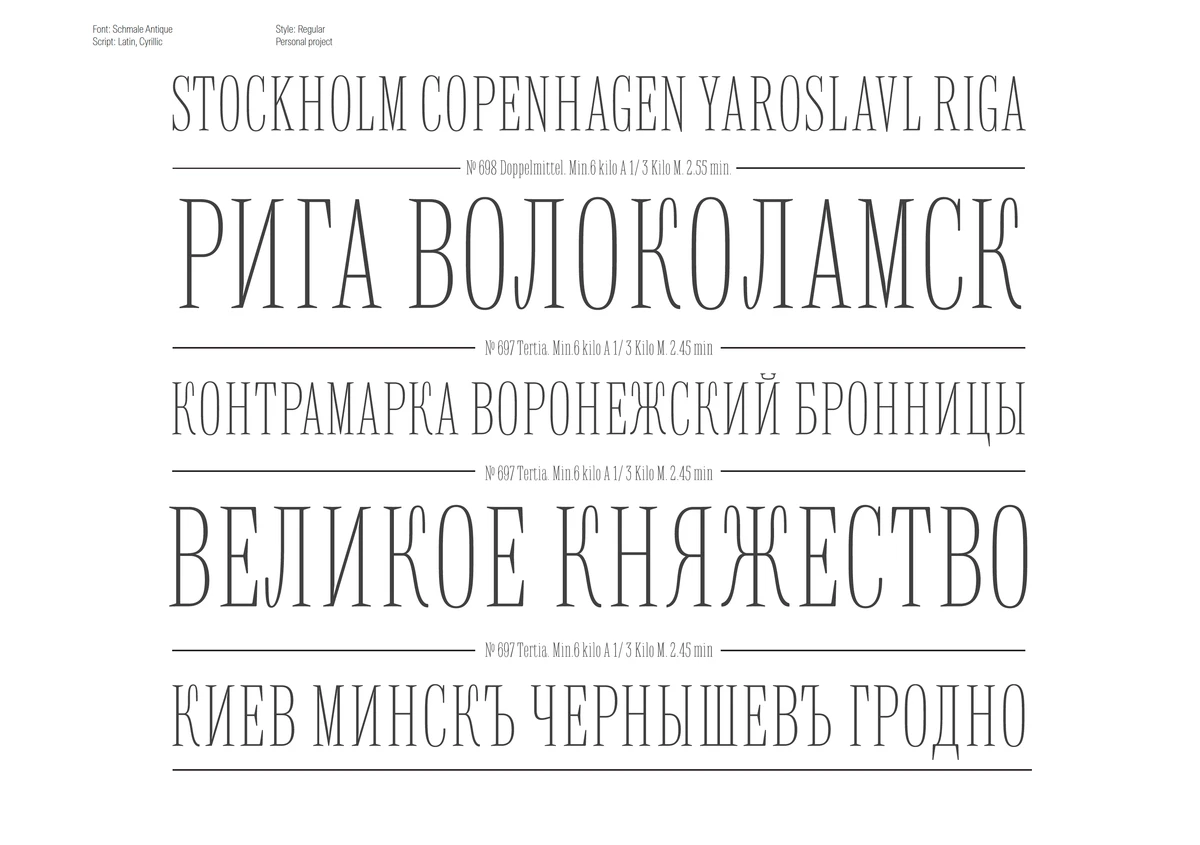 Font: Schmale Antique
Script: Latin, Cyrillic
Style: Regular
Personal project
STOCKHOLM COPENHAGEN YAROSLAVL RIGA
№ 698 Doppelmittel. Min.6 kilo A 1/3 Kilo M. 2.55 min.
РИГА ВОЛОКОЛАМСК
№ 697 Tertia. Min.6 kilo A 1/3 Kilo M. 2.45 min
КОНТРАМАРКА ВОРОНЕЖСКИЙ БРОННИЦЫ
№ 697 Tertia. Min.6 kilo A 1/3 Kilo M. 2.45 min
ВЕЛИКОЕ КНЯЖЕСТВО
№ 697 Tertia. Min.6 kilo A 1/3 Kilo M. 2.45 min
КИЕВ МИНСКЪ ЧЕРНЫШЕВЪ ГРОДНО